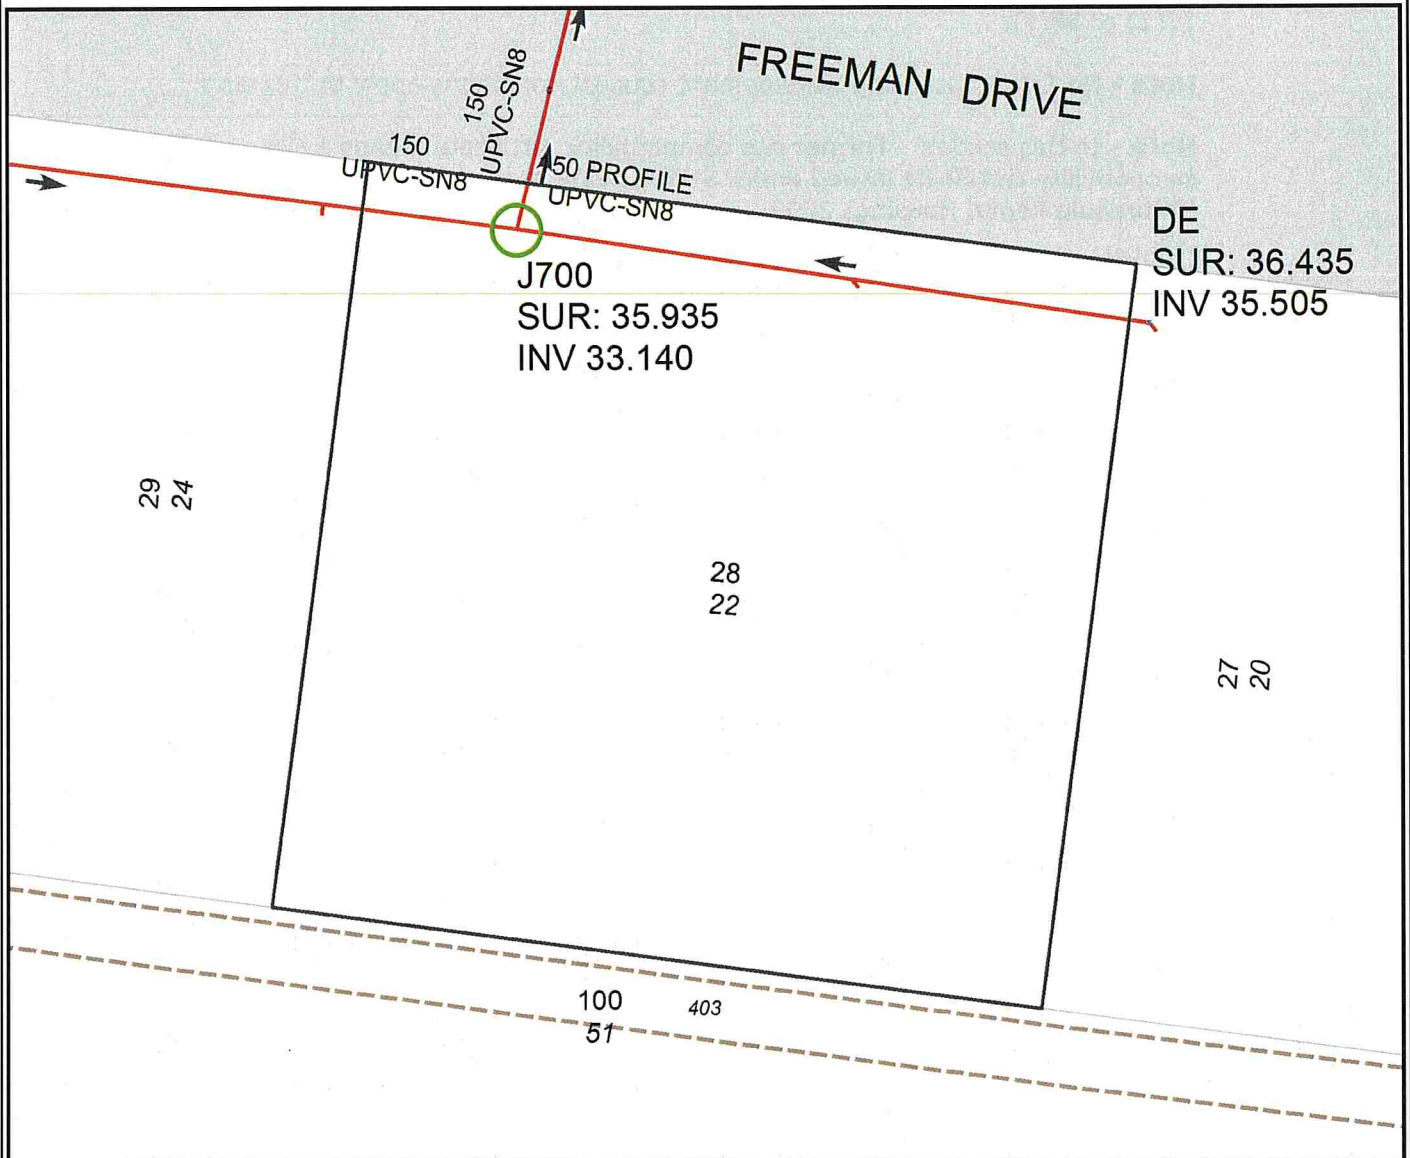 FREEMAN DRIVE
150
UPVC-SN8
150
UPVC-SN8
150 PROFILE
UPVC-SN8
DE
SUR: 36.435
INV 35.505
J700
SUR: 35.935
INV 33.140
29
24
28
22
27
20
100
51
403